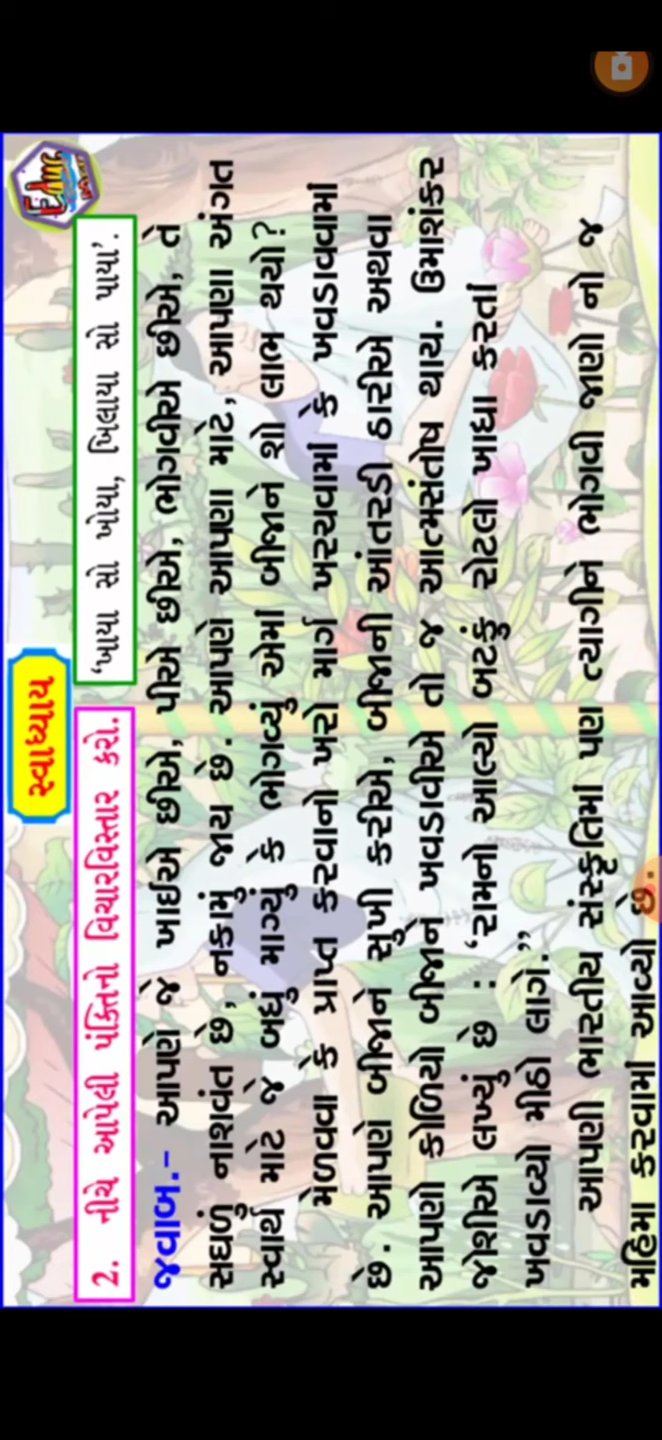 સ્વાધ્યાય
2. નીચે આપેલી પંક્તિનો વિચારવિસ્તાર કરો.
‘ખાયા સો ખોયા, ખિલાયા સો પાયા’.
જવાબ.- આપણે જે ખાઈએ છીએ, પીએ છીએ, ભોગવીએ છીએ, તે
સઘળું નાશવંત છે, નકામું જાય છે. આપણે આપણા માટે, આપણા અંગત
સ્વાર્થ માટે જે બધું માગ્યું કે ભોગવ્યું એમાં બીજાને શો લાભ થયો?
મેળવવા કે પ્રાપ્ત કરવાનો ખરો માર્ગ ખરચવામાં કે ખવડાવવામાં
છે. આપણે બીજાને સુખી કરીએ, બીજાની આંતરડી ઠારીએ અથવા
આપણો કોળિયો બીજાને ખવડાવીએ તો જ આત્મસંતોષ થાય. ઉમાશંકર
જોશીએ લખ્યું છે : ‘રામનો આલ્યો બટકું રોટલો ખાધા કરતાં
ખવડાવ્યો મીઠો લાગે.”
આપણી ભારતીય સંસ્કૃતિમાં પણ ત્યાગીને ભોગવી જાણો નો જ
મહિમા કરવામાં આવ્યો છે.